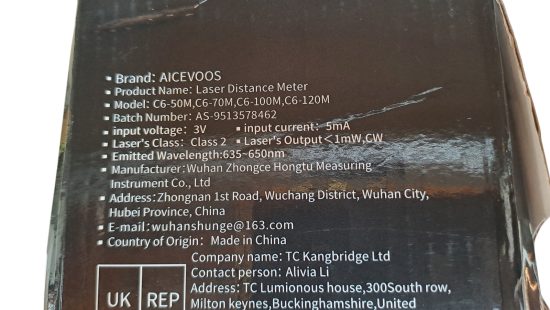 Brand: AICEVOOS
Product Name: Laser Distance Meter
Model: C6-50M,C6-70M,C6-100M,C6-120M
Batch Number: AS-9513578462
input voltage: 3V ▪ input current: 5mA
Laser's Class: Class 2 ▪ Laser's Output<1mW,CW
Emitted Wavelength:635~650nm
Manufacturer:Wuhan Zhongce Hongtu Measuring
Instrument Co., Ltd
Address:Zhongnan 1st Road, Wuchang District, Wuhan City,
Hubei Province, China
E-mail:wuhanshunge@163.com
Country of Origin: Made in China
Company name: TC Kangbridge Ltd
Contact person: Alivia Li
Address: TC Lumionous house,300South row,
Milton keynes,Buckinghamshire,United
UK REP